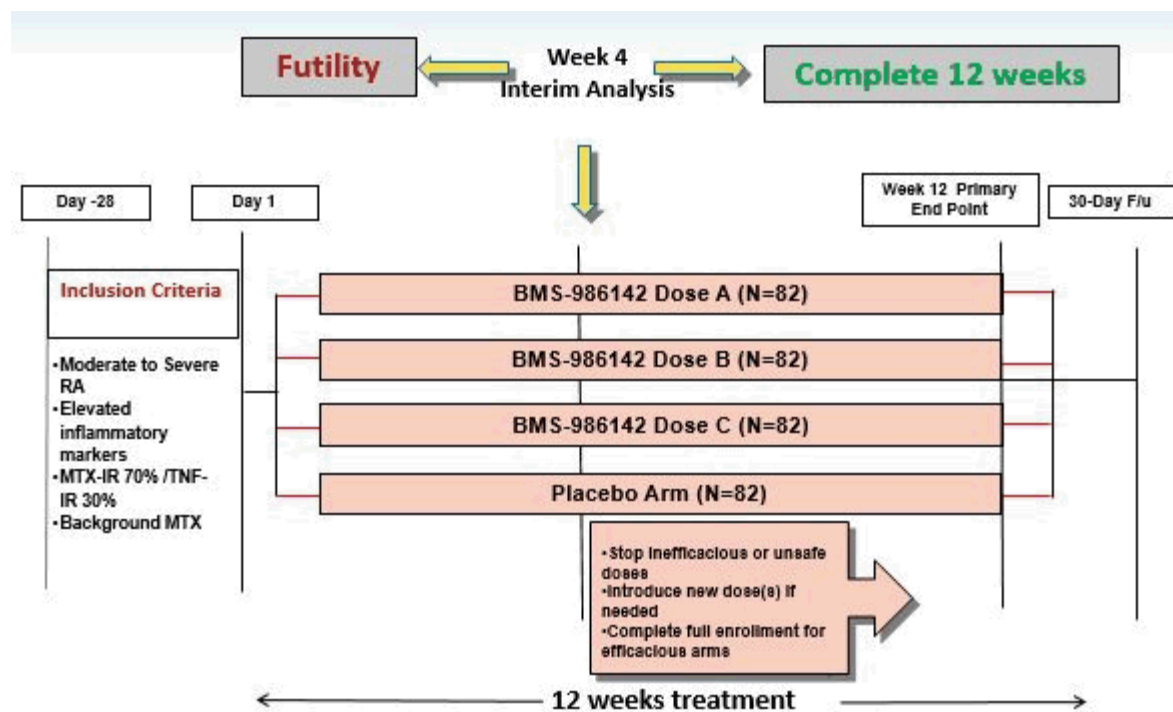 Futility
Week 4
Interim Analysis
Complete 12 weeks
Day -28
Day 1
Week 12 Primary
End Point
30-Day F/u
Inclusion Criteria
•Moderate to Severe
RA
•Elevated
inflammatory
markers
•MTX-IR 70% /TNF-
IR 30%
•Background MTX
BMS-986142 Dose A (N=82)
BMS-986142 Dose B (N=82)
BMS-986142 Dose C (N=82)
Placebo Arm (N=82)
•Stop inefficacious or unsafe
doses
•Introduce new dose(s) if
needed
•Complete full enrollment for
efficacious arms
12 weeks treatment